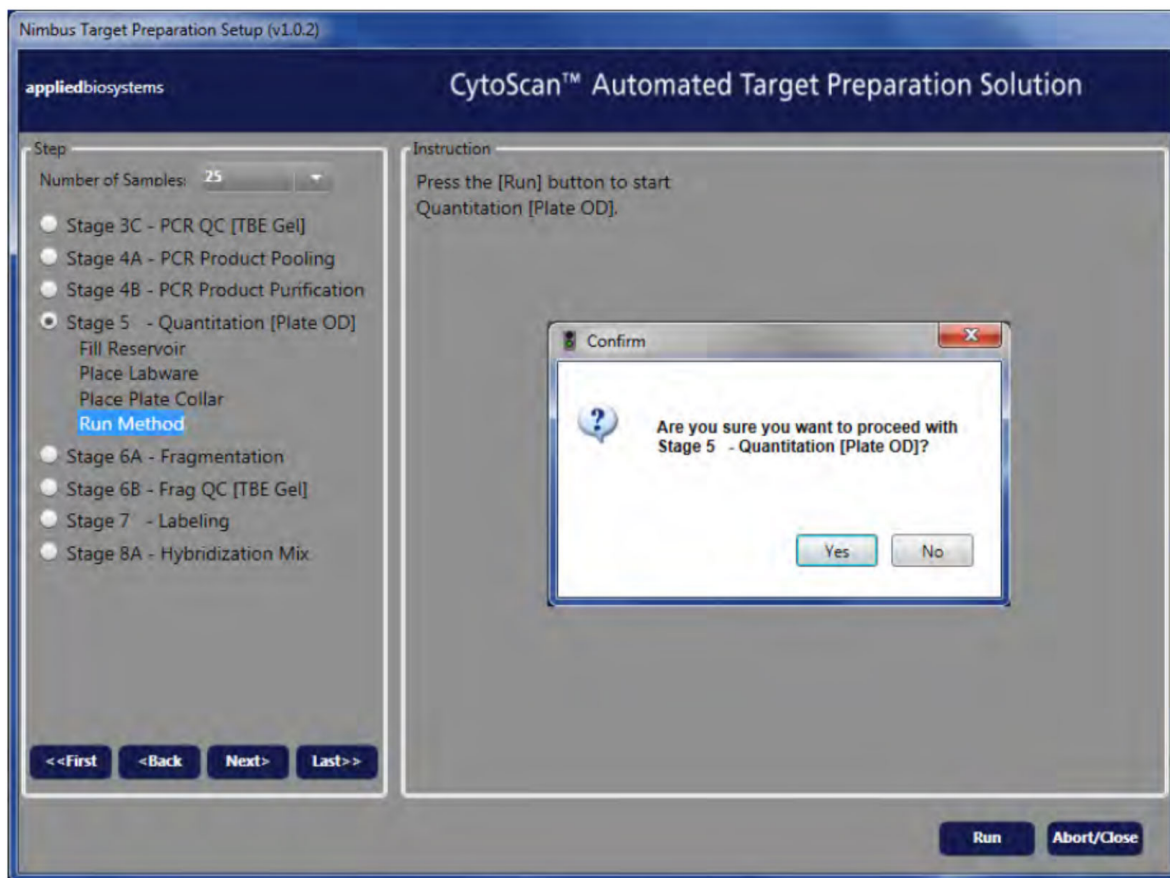 Nimbus Target Preparation Setup (v1.0.2)
appliedbiosystems
CytoScan™ Automated Target Preparation Solution
Step
Number of Samples: 25
Stage 3C - PCR QC [TBE Gel]
Stage 4A - PCR Product Pooling
Stage 4B - PCR Product Purification
Stage 5 - Quantitation [Plate OD]
Fill Reservoir
Place Labware
Place Plate Collar
Run Method
Stage 6A - Fragmentation
Stage 6B - Frag QC [TBE Gel]
Stage 7 - Labeling
Stage 8A - Hybridization Mix
<<First
<Back
Next>
Last>>
Instruction
Press the [Run] button to start
Quantitation [Plate OD].
Confirm
Are you sure you want to proceed with
Stage 5 - Quantitation [Plate OD]?
Yes
No
Run
Abort/Close